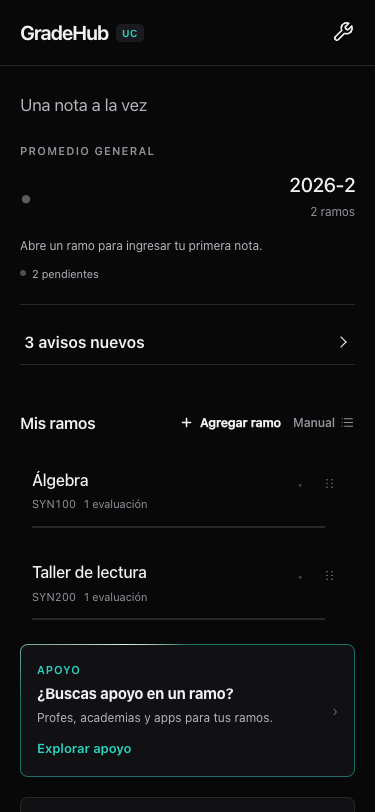 GradeHub UC
Una nota a la vez
PROMEDIO GENERAL
2026-2
2 ramos
Abre un ramo para ingresar tu primera nota.
2 pendientes
3 avisos nuevos
Mis ramos + Agregar ramo Manual
Álgebra
SYN100 1 evaluación
Taller de lectura
SYN200 1 evaluación
APOYO
¿Buscas apoyo en un ramo?
Profes, academias y apps para tus ramos.
Explorar apoyo